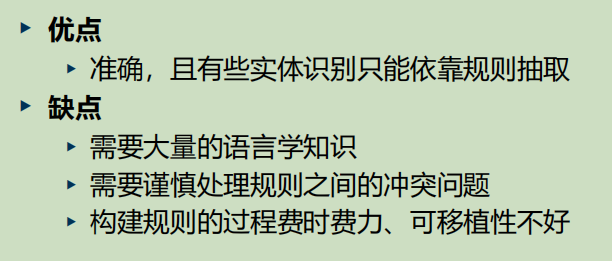 优点
准确，且有些实体识别只能依靠规则抽取
缺点
需要大量的语言学知识
需要谨慎处理规则之间的冲突问题
构建规则的过程费时费力、可移植性不好